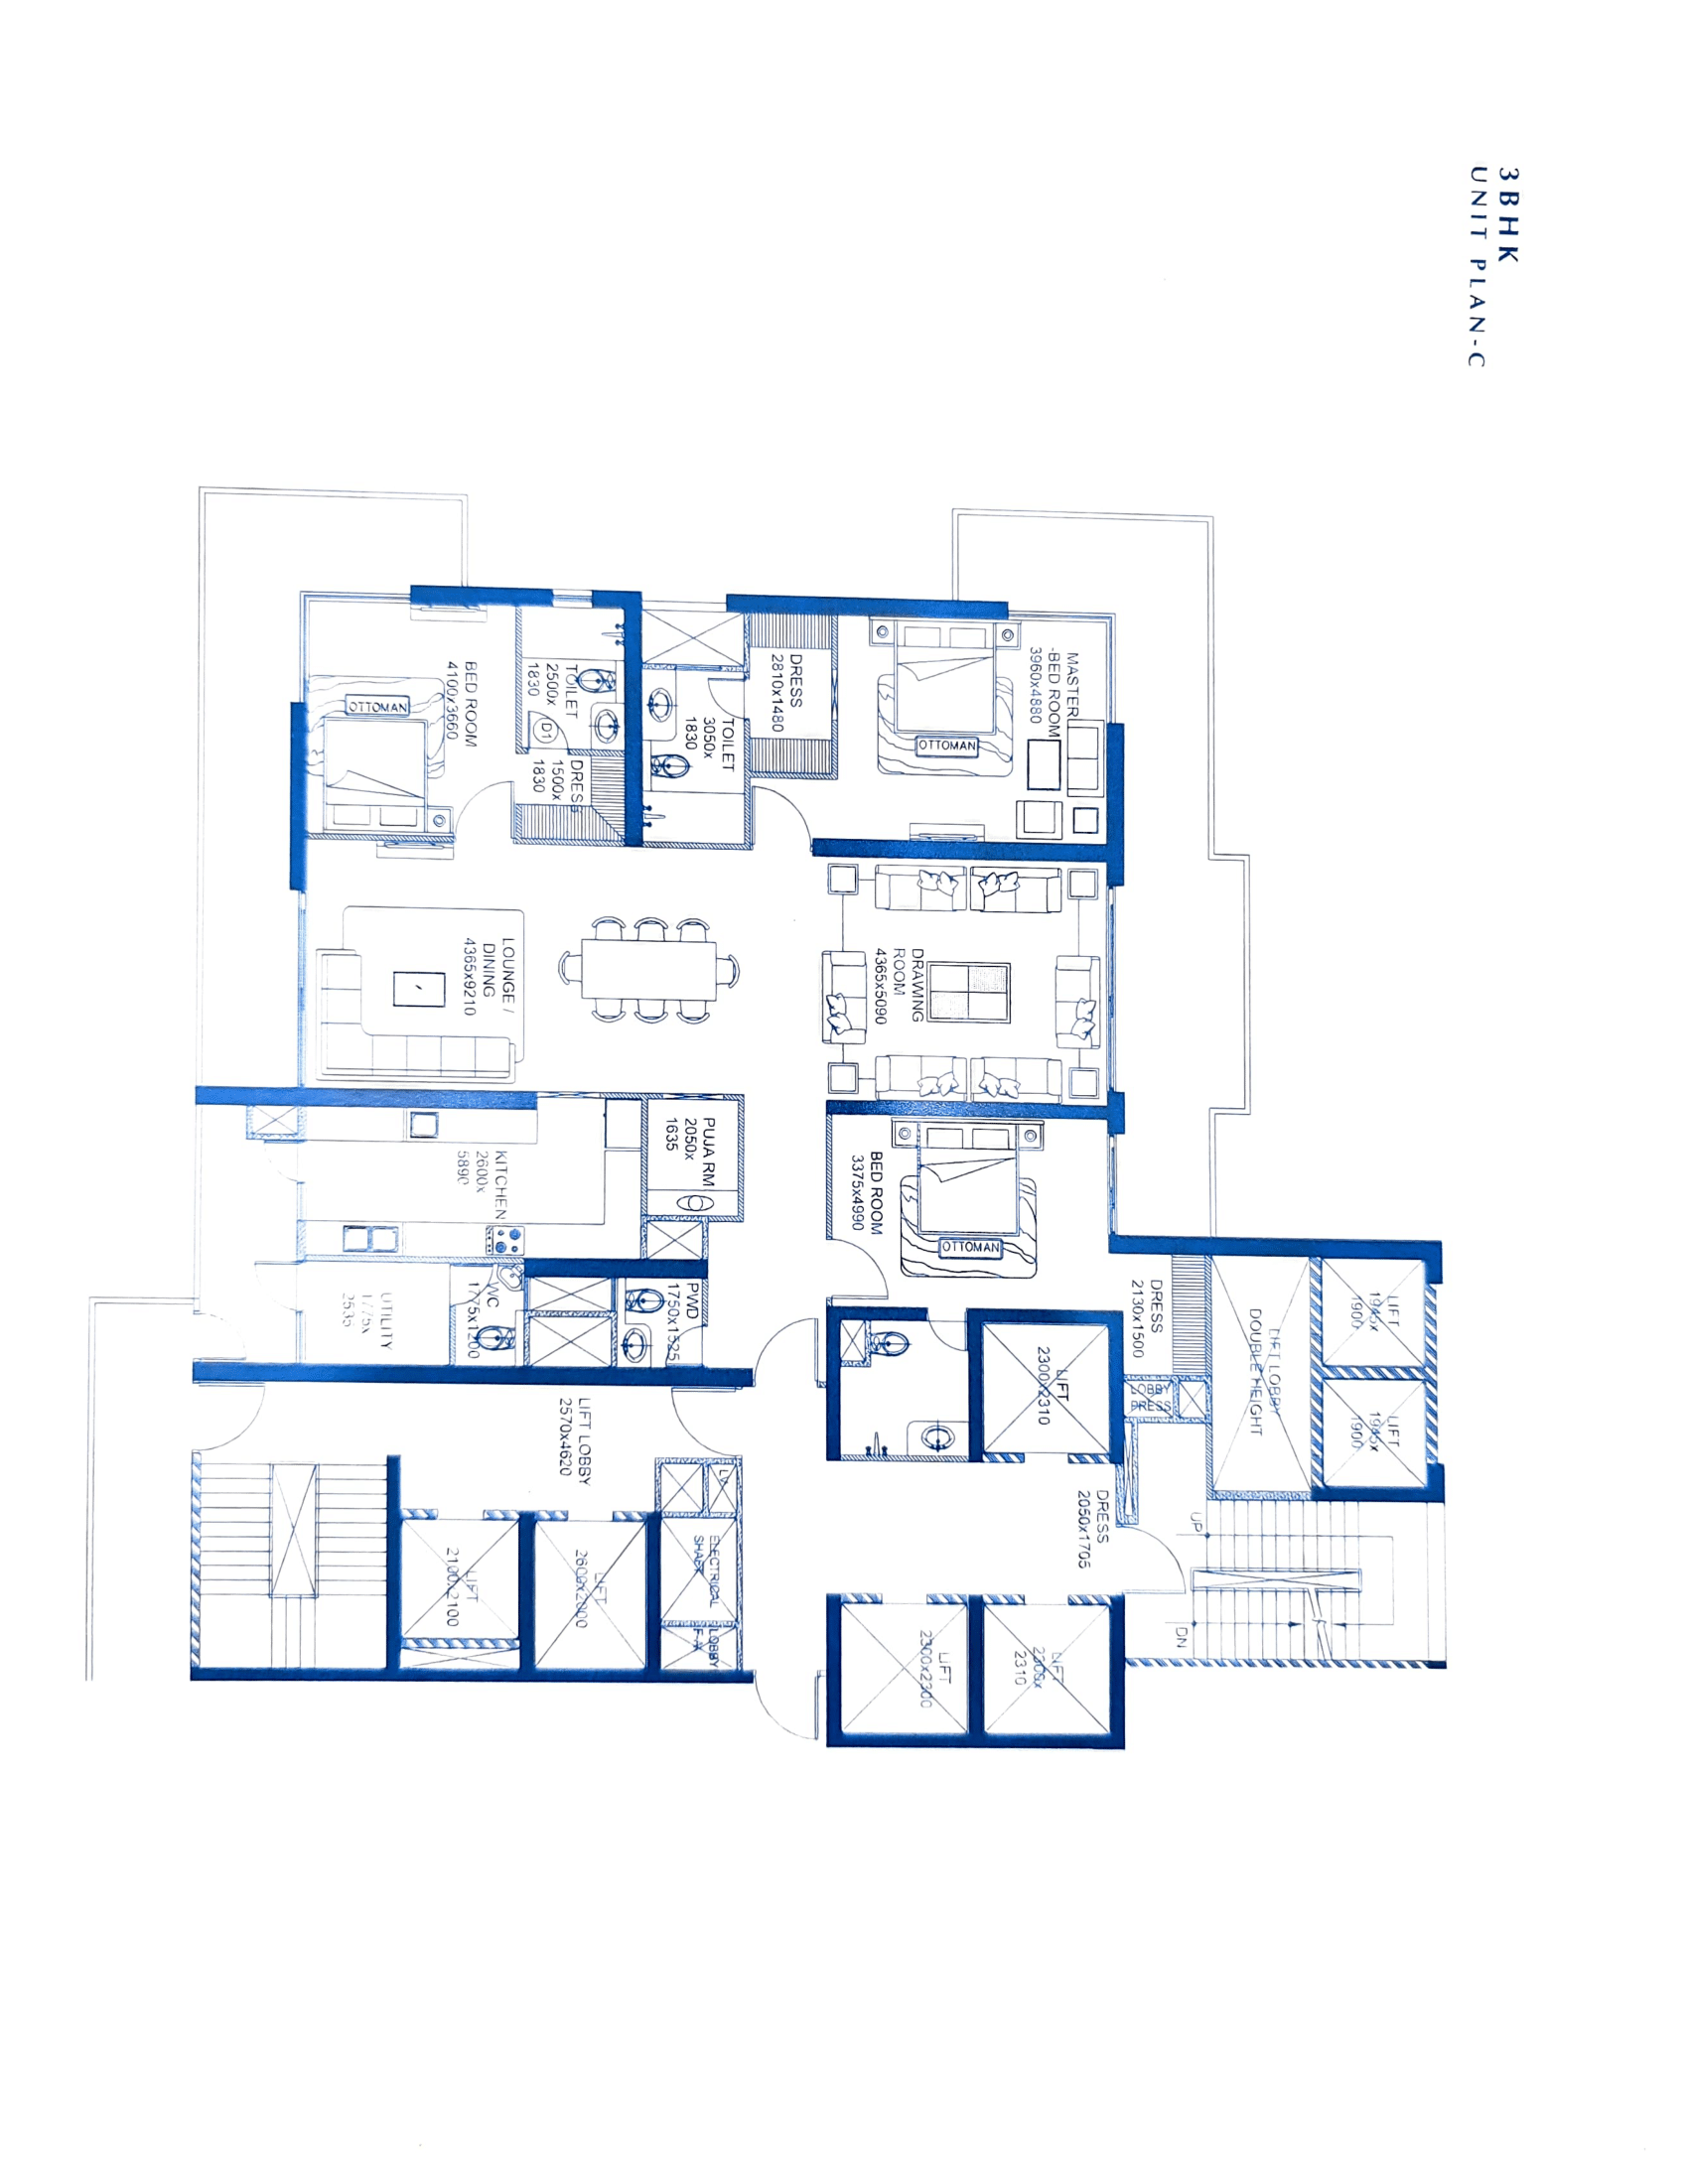 3BHK
UNIT PLAN-C
MASTER
-BED ROOM
3960x4880
OTTOMAN
DRESS
2810x1480
TOILET
3050x
1830
TOILET
2500x
1830
D1
DRESS
1500x
1830
BED ROOM
4100x3660
OTTOMAN
DRAWING
ROOM
4365x5090
LOUNGE /
DINING
4365x9210
BED ROOM
3375x4990
OTTOMAN
PUJA RM
2050x
1635
KITCHEN
2600x
5890
DRESS
2130x1500
LIFT LOBBY
DOUBLE HEIGHT
LIFT
1945x
1900
LIFT
1945x
1900
LIFT
2300x2310
LOBBY
PRESS
PWD
1750x1525
WC
1775x1200
UTILITY
1775x
2535
LIFT LOBBY
2570x4620
LV
ELECTRICAL
SHAFT
LOBBY
DRESS
2050x1705
UP
DN
LIFT
2300x
2310
LIFT
2300x2300
LIFT
2600x2000
LIFT
2100x2100